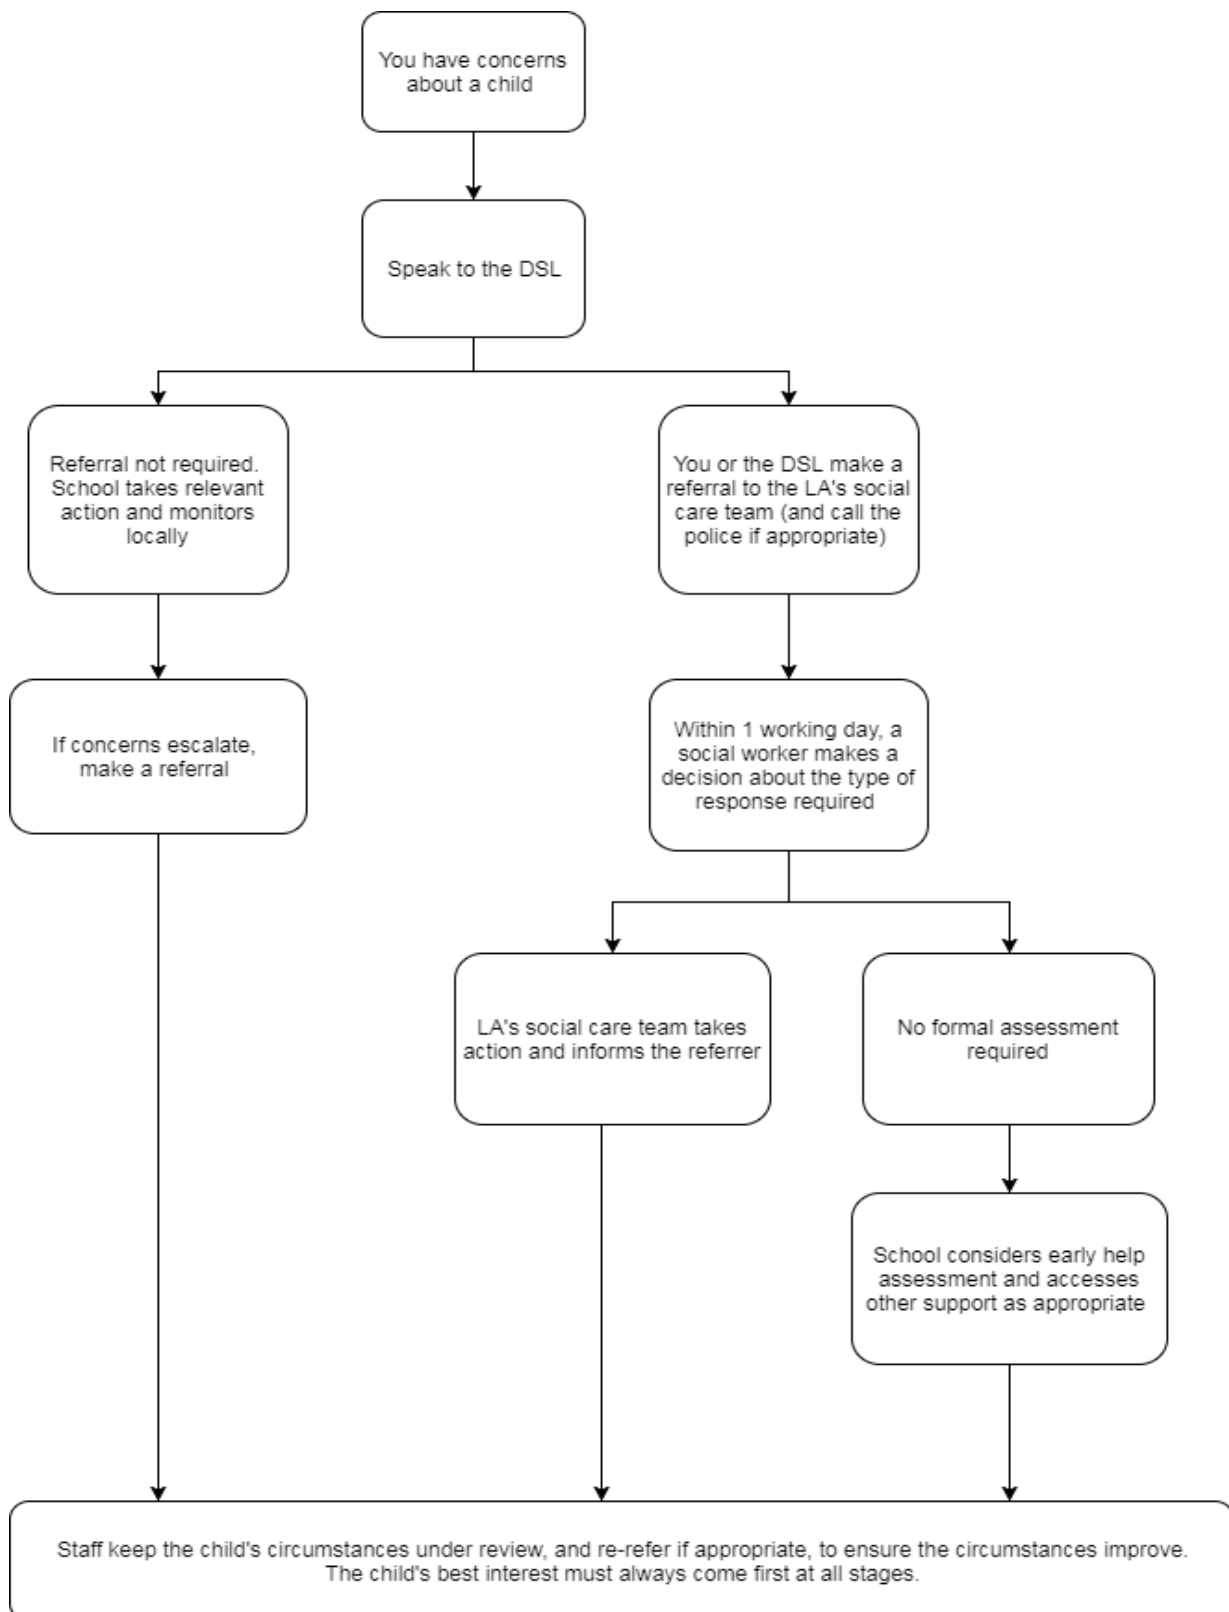 You have concerns
about a child
Speak to the DSL
Referral not required.
School takes relevant
action and monitors
locally
You or the DSL make a
referral to the LA's social
care team (and call the
police if appropriate)
If concerns escalate,
make a referral
Within 1 working day, a
social worker makes a
decision about the type of
response required
LA's social care team takes
action and informs the referrer
No formal assessment
required
School considers early help
assessment and accesses
other support as appropriate
Staff keep the child's circumstances under review, and re-refer if appropriate, to ensure the circumstances improve.
The child's best interest must always come first at all stages.